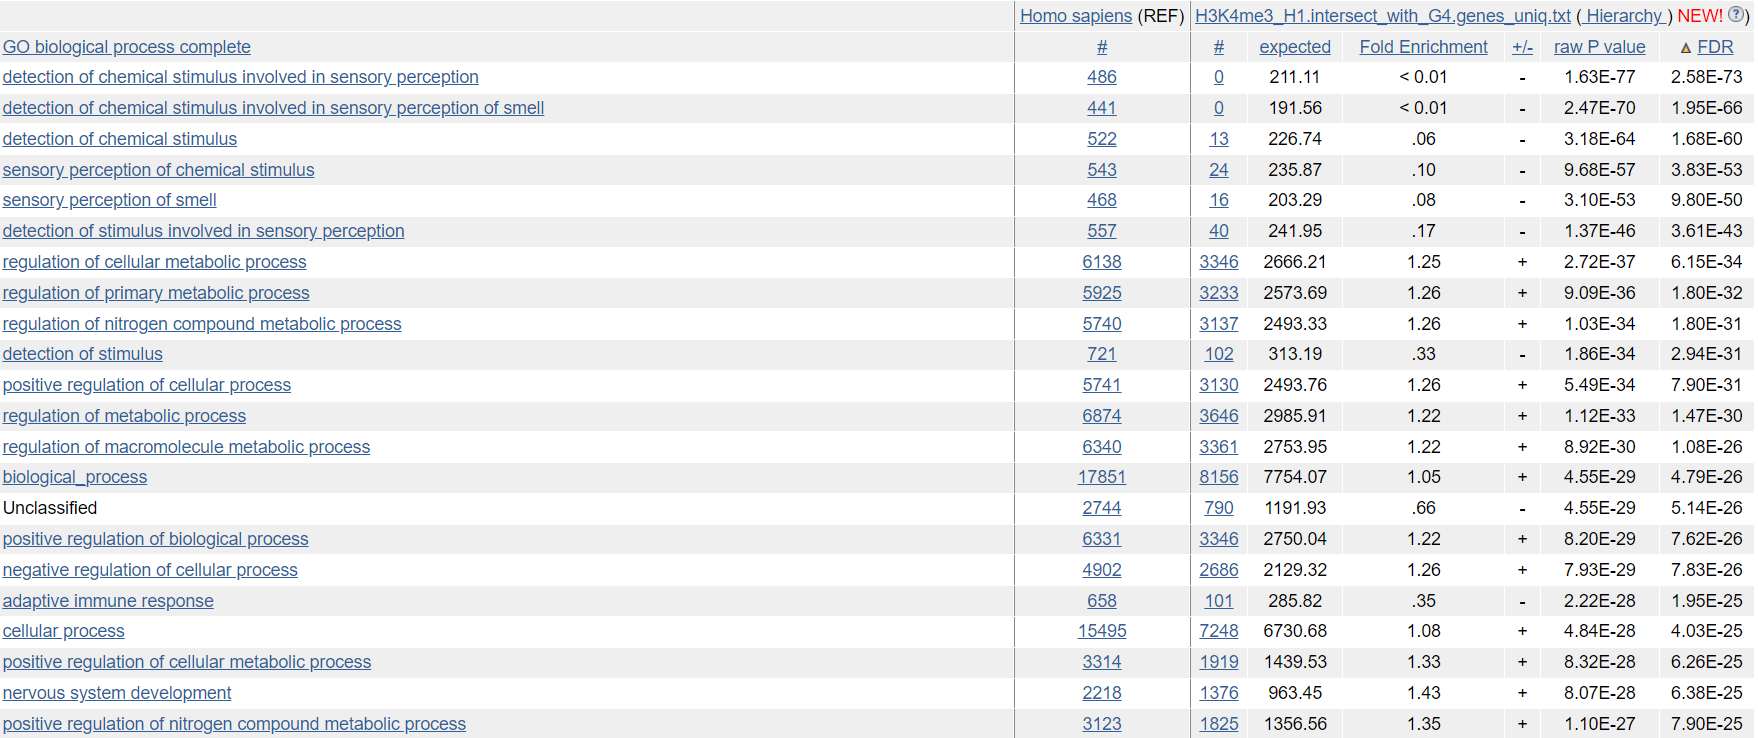 Homo sapiens (REF) H3K4me3_H1.intersect_with_G4.genes_uniq.txt ( Hierarchy ) NEW! ?)
GO biological process complete # # expected Fold Enrichment +/- raw P value ▲ FDR
detection of chemical stimulus involved in sensory perception 486 0 211.11 < 0.01 - 1.63E-77 2.58E-73
detection of chemical stimulus involved in sensory perception of smell 441 0 191.56 < 0.01 - 2.47E-70 1.95E-66
detection of chemical stimulus 522 13 226.74 .06 - 3.18E-64 1.68E-60
sensory perception of chemical stimulus 543 24 235.87 .10 - 9.68E-57 3.83E-53
sensory perception of smell 468 16 203.29 .08 - 3.10E-53 9.80E-50
detection of stimulus involved in sensory perception 557 40 241.95 .17 - 1.37E-46 3.61E-43
regulation of cellular metabolic process 6138 3346 2666.21 1.25 + 2.72E-37 6.15E-34
regulation of primary metabolic process 5925 3233 2573.69 1.26 + 9.09E-36 1.80E-32
regulation of nitrogen compound metabolic process 5740 3137 2493.33 1.26 + 1.03E-34 1.80E-31
detection of stimulus 721 102 313.19 .33 - 1.86E-34 2.94E-31
positive regulation of cellular process 5741 3130 2493.76 1.26 + 5.49E-34 7.90E-31
regulation of metabolic process 6874 3646 2985.91 1.22 + 1.12E-33 1.47E-30
regulation of macromolecule metabolic process 6340 3361 2753.95 1.22 + 8.92E-30 1.08E-26
biological_process 17851 8156 7754.07 1.05 + 4.55E-29 4.79E-26
Unclassified 2744 790 1191.93 .66 - 4.55E-29 5.14E-26
positive regulation of biological process 6331 3346 2750.04 1.22 + 8.20E-29 7.62E-26
negative regulation of cellular process 4902 2686 2129.32 1.26 + 7.93E-29 7.83E-26
adaptive immune response 658 101 285.82 .35 - 2.22E-28 1.95E-25
cellular process 15495 7248 6730.68 1.08 + 4.84E-28 4.03E-25
positive regulation of cellular metabolic process 3314 1919 1439.53 1.33 + 8.32E-28 6.26E-25
nervous system development 2218 1376 963.45 1.43 + 8.07E-28 6.38E-25
positive regulation of nitrogen compound metabolic process 3123 1825 1356.56 1.35 + 1.10E-27 7.90E-25